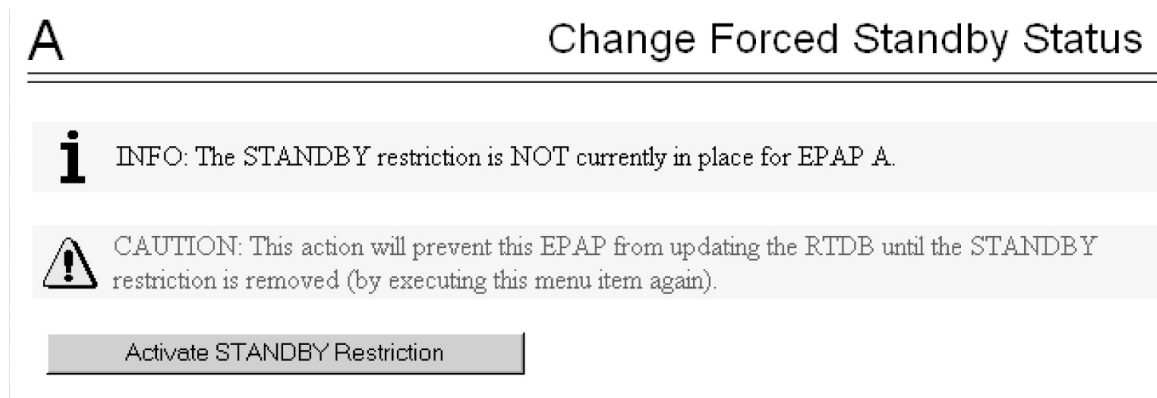 A
Change Forced Standby Status
INFO: The STANDBY restriction is NOT currently in place for EPAP A.
CAUTION: This action will prevent this EPAP from updating the RTDB until the STANDBY
restriction is removed (by executing this menu item again).
Activate STANDBY Restriction